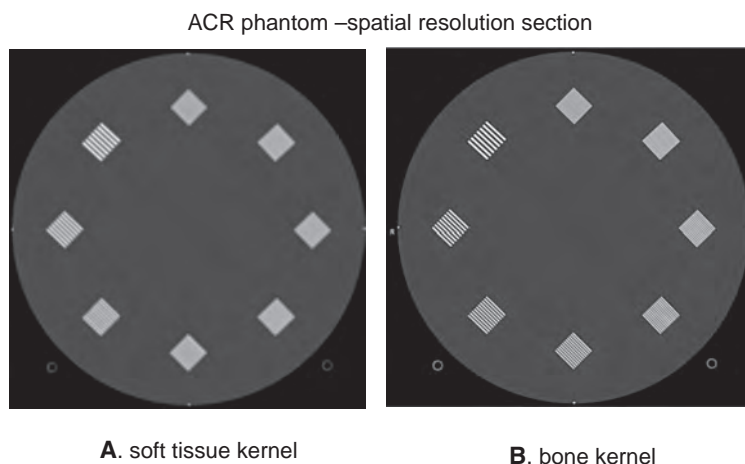 ACR phantom –spatial resolution section
A. soft tissue kernel
B. bone kernel